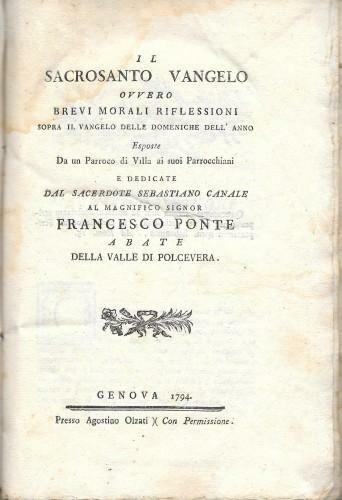 IL
SACROSANTO VANGELO
OVVERO
BREVI MORALI RIFLESSIONI
SOPRA IL VANGELO DELLE DOMENICHE DELL' ANNO
Esposte
Da un Parroco di Villa ai suoi Parrocchiani
E DEDICATE
DAL SACERDOTE SEBASTIANO CANALE
AL MAGNIFICO SIGNOR
FRANCESCO PONTE
ABATE
DELLA VALLE DI POLCEVERA.
GENOVA 1794.
Presso Agostino Olzati )( Con Permissione.